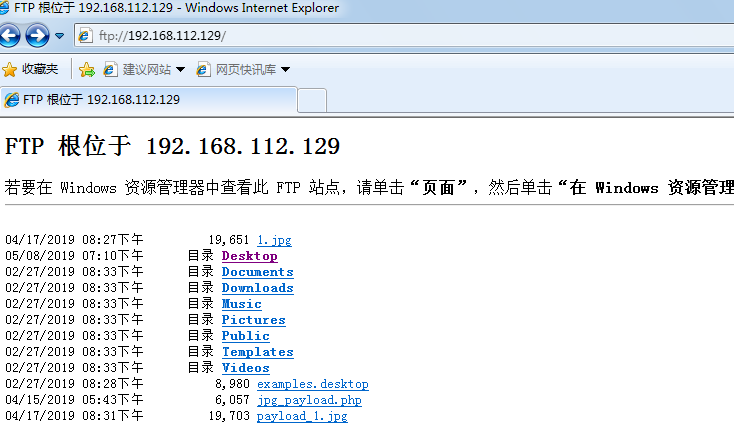 FTP 根位于 192.168.112.129 - Windows Internet Explorer
ftp://192.168.112.129/
收藏夹 建议网站 网页快讯库
FTP 根位于 192.168.112.129
FTP 根位于 192.168.112.129
若要在 Windows 资源管理器中查看此 FTP 站点，请单击“页面”，然后单击“在 Windows 资源管理
04/17/2019 08:27下午 19,651 1.jpg
05/08/2019 07:10下午 目录 Desktop
02/27/2019 08:33下午 目录 Documents
02/27/2019 08:33下午 目录 Downloads
02/27/2019 08:33下午 目录 Music
02/27/2019 08:33下午 目录 Pictures
02/27/2019 08:33下午 目录 Public
02/27/2019 08:33下午 目录 Templates
02/27/2019 08:33下午 目录 Videos
02/27/2019 08:28下午 8,980 examples.desktop
04/15/2019 05:43下午 6,057 jpg_payload.php
04/17/2019 08:31下午 19,703 payload_1.jpg